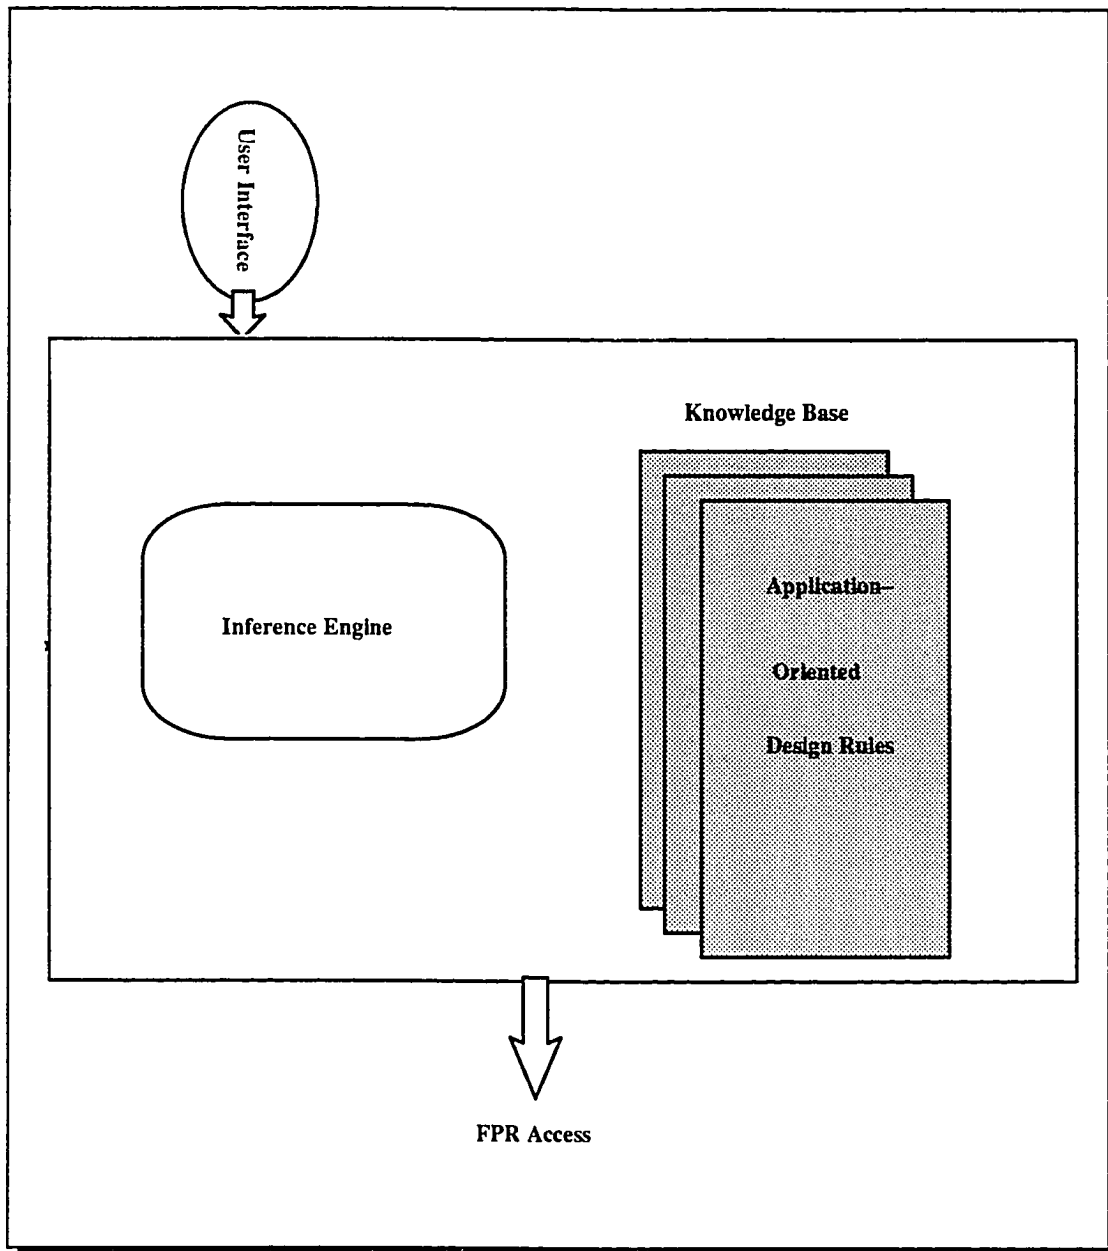 User Interface
Knowledge Base
Application–
Oriented
Design Rules
Inference Engine
FPR Access